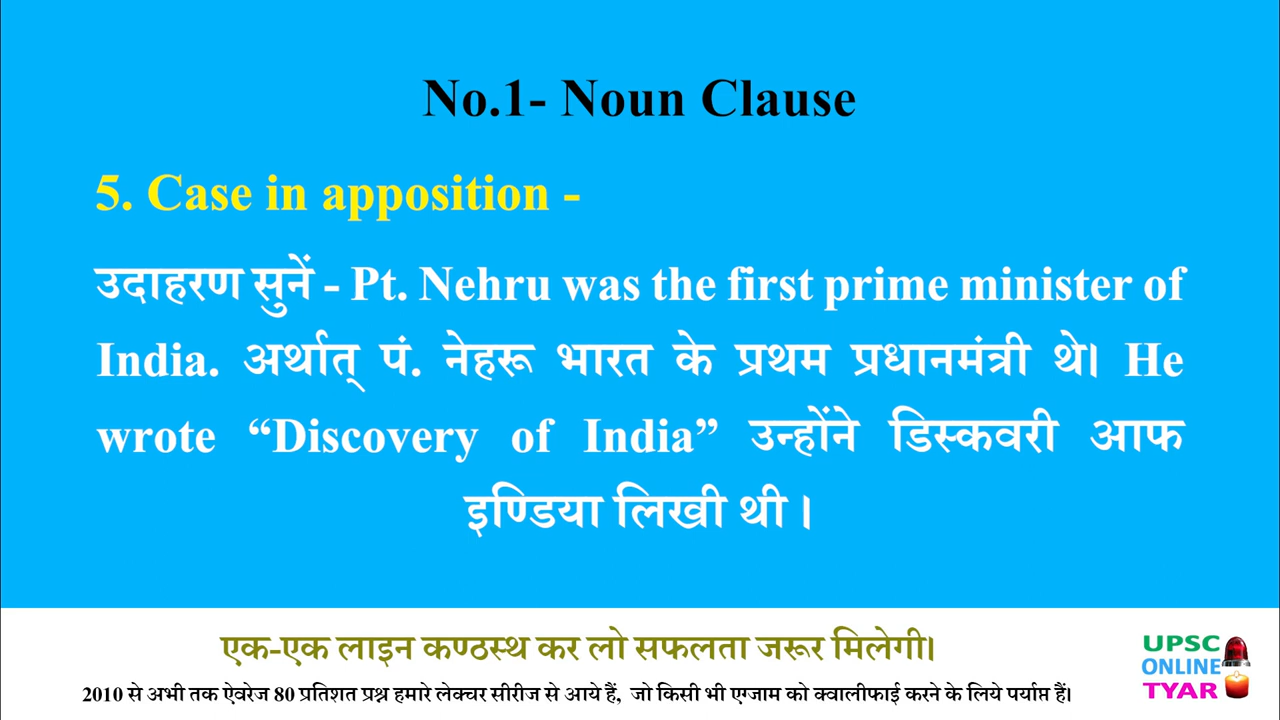 No.1- Noun Clause
5. Case in apposition -
उदाहरण सुनें - Pt. Nehru was the first prime minister of
India. अर्थात् पं. नेहरू भारत के प्रथम प्रधानमंत्री थे। He
wrote “Discovery of India” उन्होंने डिस्कवरी आफ
इण्डिया लिखी थी ।
एक-एक लाइन कण्ठस्थ कर लो सफलता जरूर मिलेगी।
2010 से अभी तक ऐवरेज 80 प्रतिशत प्रश्न हमारे लेक्चर सीरीज से आये हैं, जो किसी भी एग्जाम को क्वालीफाई करने के लिये पर्याप्त हैं।
UPSC
ONLINE
TYAR